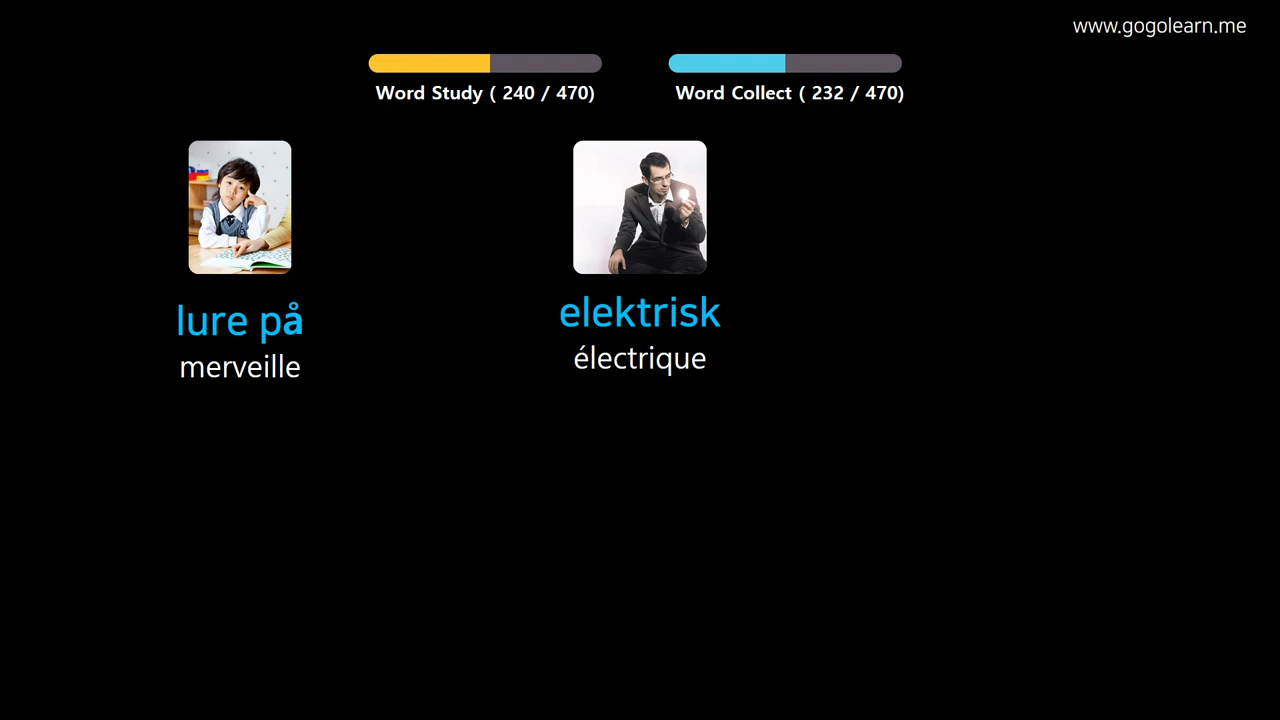 www.gogolearn.me
Word Study ( 240 / 470)
Word Collect ( 232 / 470)
lure på
merveille
elektrisk
électrique